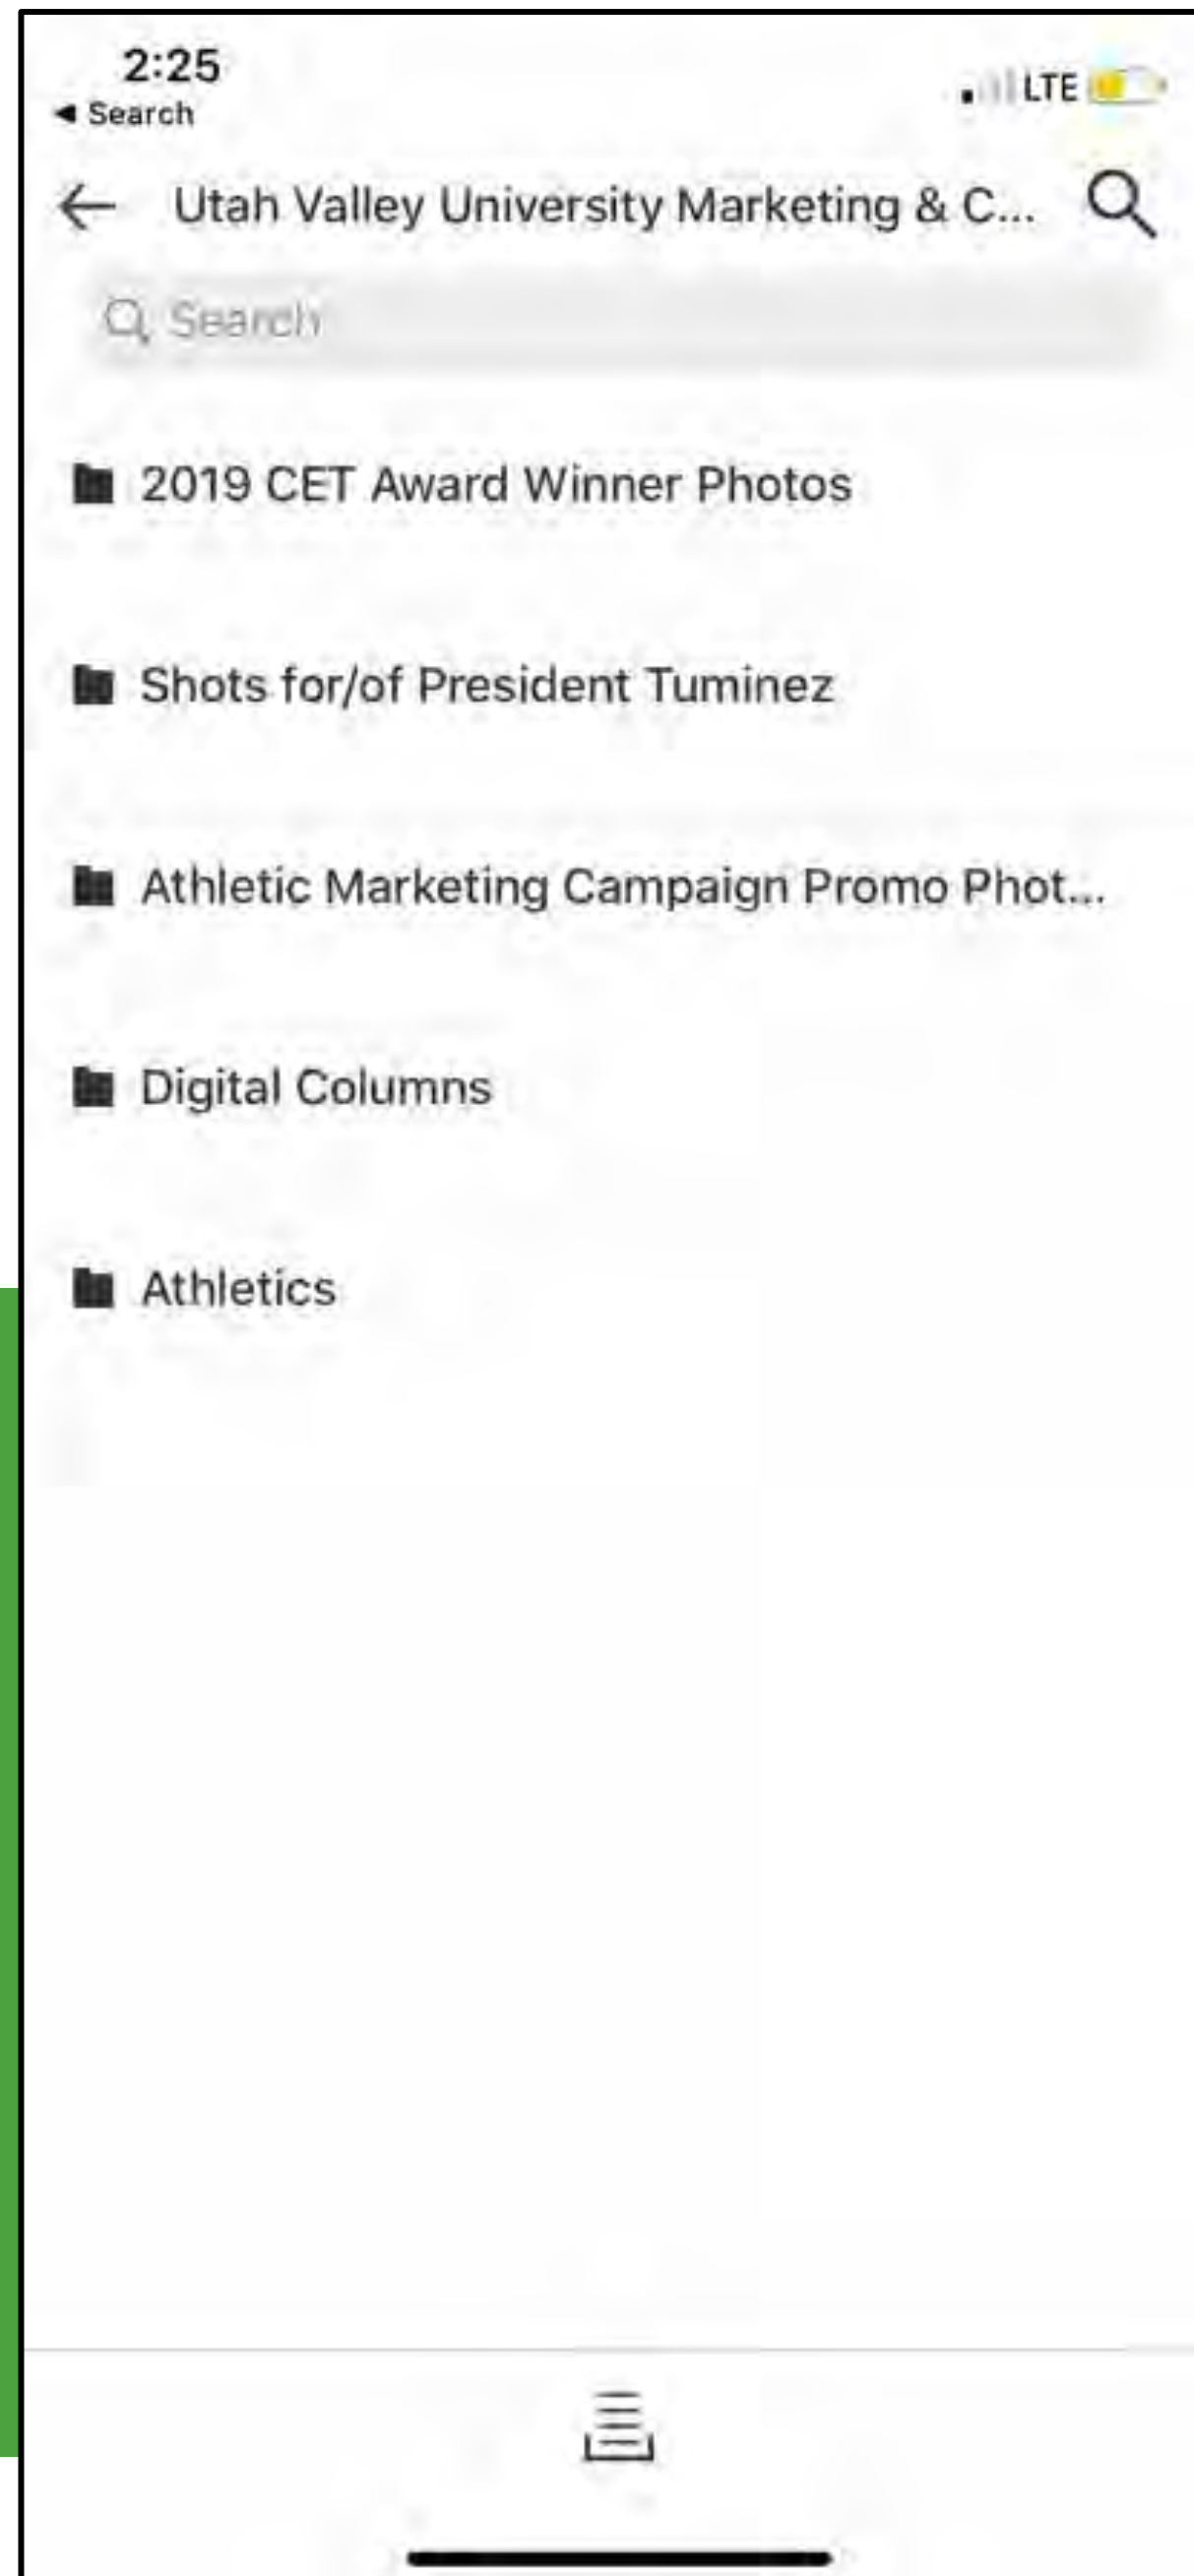 2:25
LTE
◀ Search
Utah Valley University Marketing & C...
Search
2019 CET Award Winner Photos
Shots for/of President Tuminez
Athletic Marketing Campaign Promo Phot...
Digital Columns
Athletics